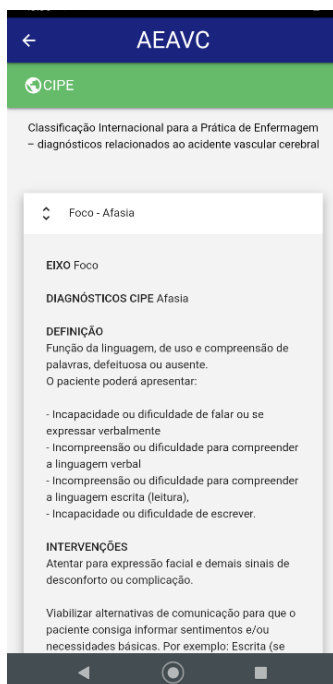 AEAVC
CIPE
Classificação Internacional para a Prática de Enfermagem
– diagnósticos relacionados ao acidente vascular cerebral
Foco - Afasia
EIXO Foco
DIAGNÓSTICOS CIPE Afasia
DEFINIÇÃO
Função da linguagem, de uso e compreensão de
palavras, defeituosa ou ausente.
O paciente poderá apresentar:
- Incapacidade ou dificuldade de falar ou se
expressar verbalmente
- Incompreensão ou dificuldade para compreender
a linguagem verbal
- Incompreensão ou dificuldade para compreender
a linguagem escrita (leitura),
- Incapacidade ou dificuldade de escrever.
INTERVENÇÕES
Atentar para expressão facial e demais sinais de
desconforto ou complicação.
Viabilizar alternativas de comunicação para que o
paciente consiga informar sentimentos e/ou
necessidades básicas. Por exemplo: Escrita (se